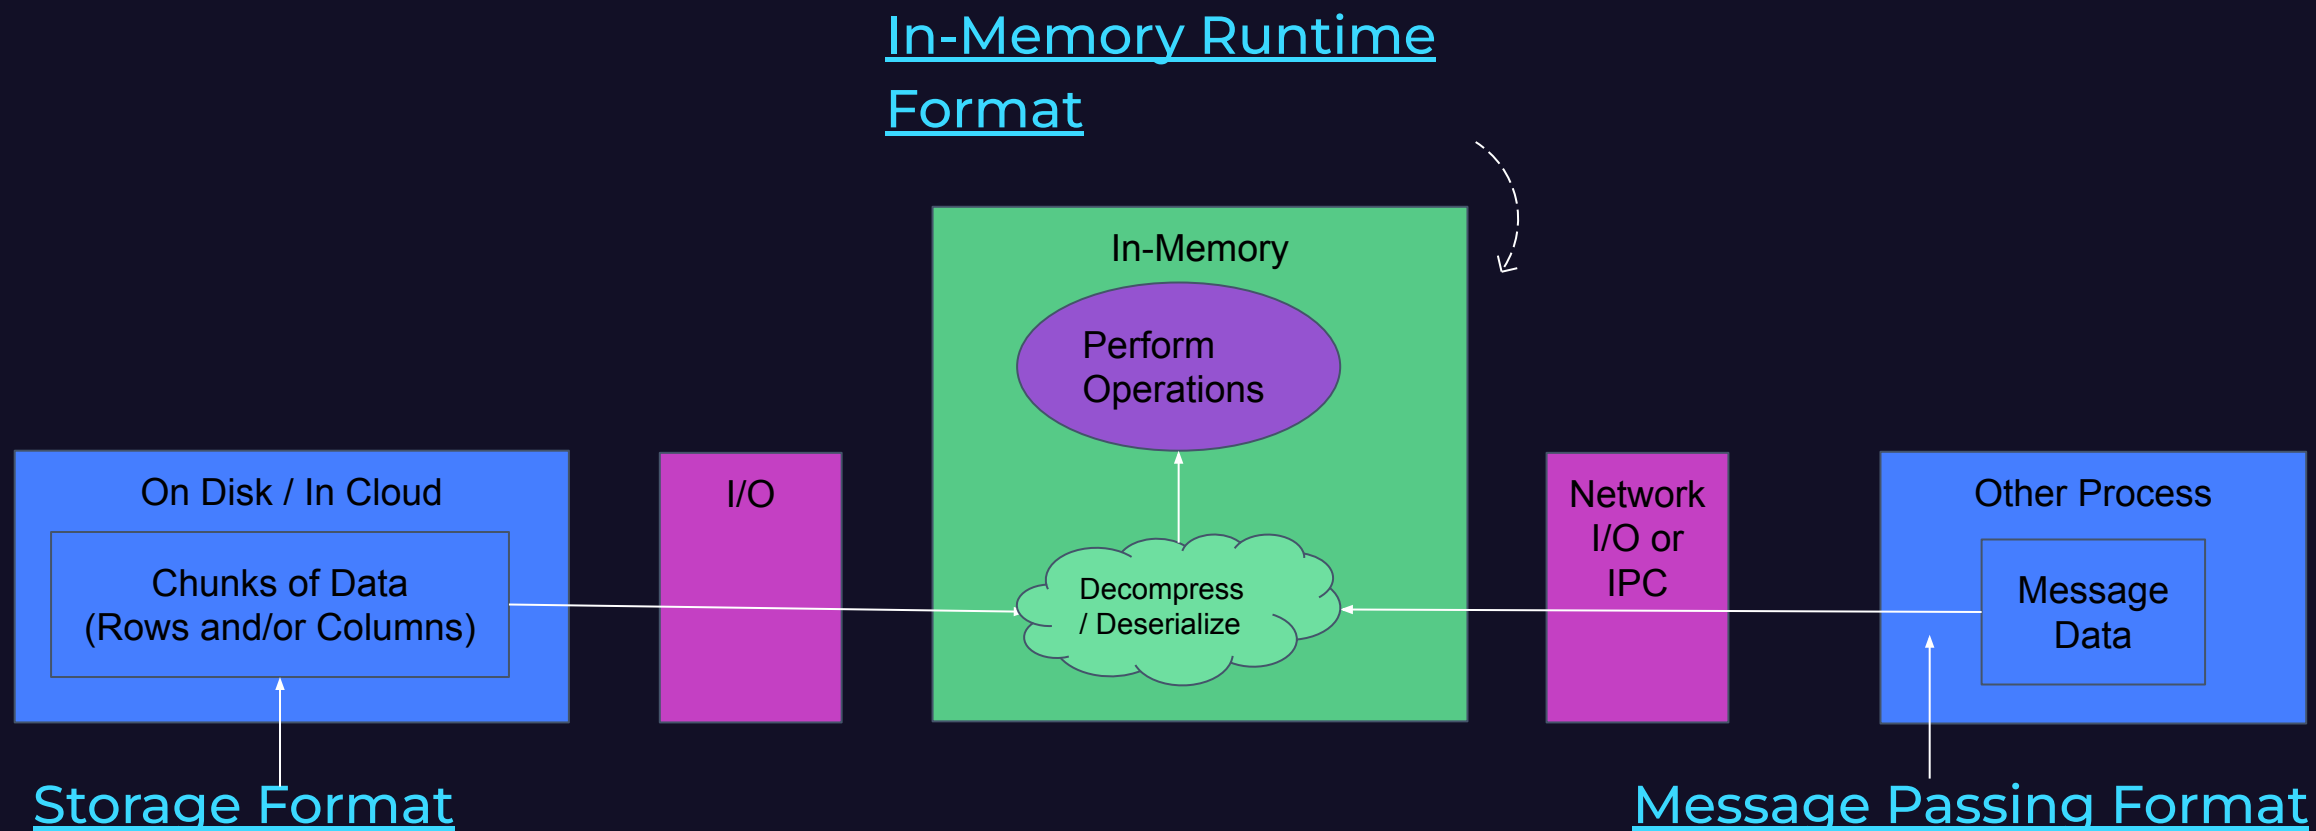 In-Memory Runtime
Format
In-Memory
Perform
Operations
On Disk / In Cloud
Chunks of Data
(Rows and/or Columns)
I/O
Decompress
/ Deserialize
Network
I/O or
IPC
Other Process
Message
Data
Storage Format
Message Passing Format